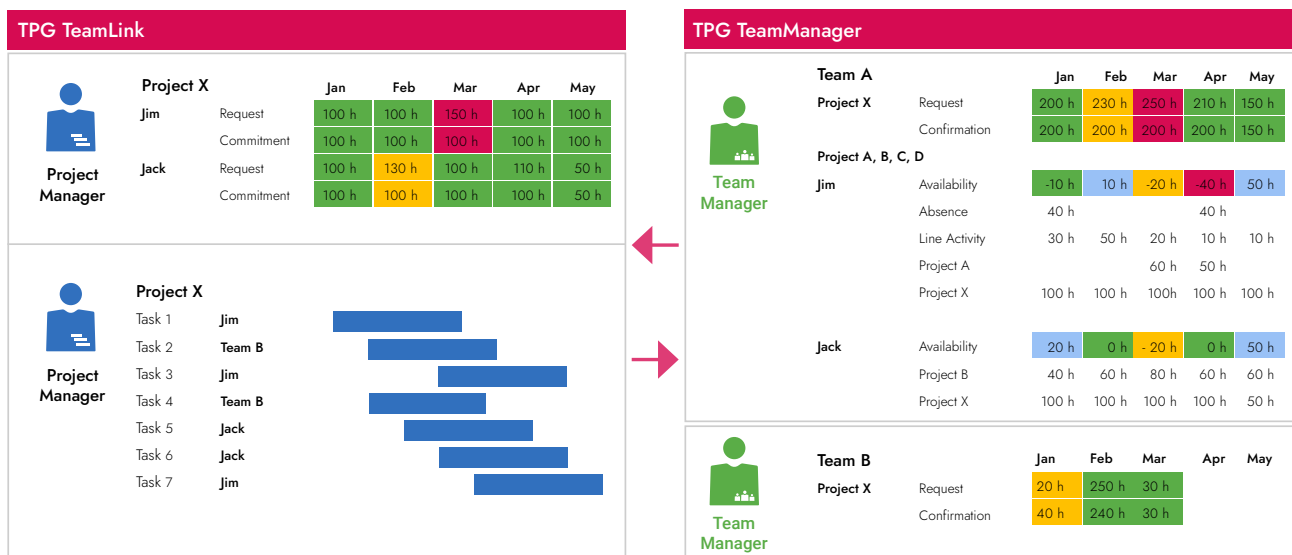 TPG TeamLink
Project X
Jan Feb Mar Apr May
Jim Request 100 h 100 h 150 h 100 h 100 h
Commitment 100 h 100 h 100 h 100 h 100 h
Jack Request 100 h 130 h 100 h 110 h 50 h
Commitment 100 h 100 h 100 h 100 h 50 h
Project
Manager
Project X
Task 1 Jim
Task 2 Team B
Task 3 Jim
Task 4 Team B
Task 5 Jack
Task 6 Jack
Task 7 Jim
Project
Manager
TPG TeamManager
Team A
Jan Feb Mar Apr May
Project X Request 200 h 230 h 250 h 210 h 150 h
Confirmation 200 h 200 h 200 h 200 h 150 h
Project A, B, C, D
Jim Availability -10 h 10 h -20 h -40 h 50 h
Absence 40 h 40 h
Line Activity 30 h 50 h 20 h 10 h 10 h
Project A 60 h 50 h
Project X 100 h 100 h 100h 100 h 100 h
Jack Availability 20 h 0 h - 20 h 0 h 50 h
Project B 40 h 60 h 80 h 60 h 60 h
Project X 100 h 100 h 100 h 100 h 50 h
Team
Manager
Team B
Jan Feb Mar Apr May
Project X Request 20 h 250 h 30 h
Confirmation 40 h 240 h 30 h
Team
Manager